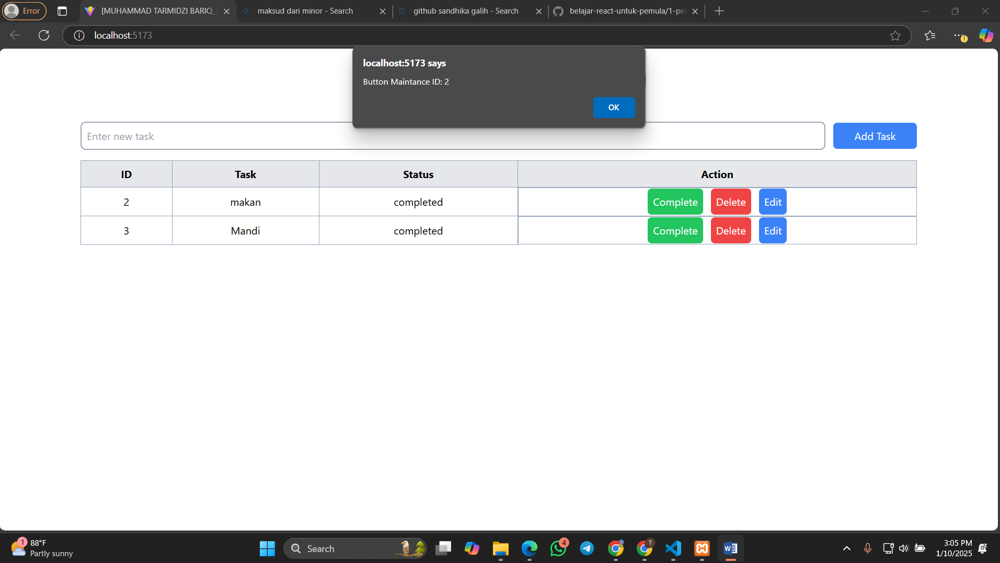 Error
[MUHAMMAD TARMIDZI BARIQ_
maksud dari minor - Search
github sandhika galih - Search
belajar-react-untuk-pemula/1-pe
localhost:5173
localhost:5173 says
Button Maintance ID: 2
OK
Enter new task
Add Task
ID Task Status Action
2 makan completed Complete Delete Edit
3 Mandi completed Complete Delete Edit
1
88°F
Partly sunny
Search
4
T
3:05 PM
1/10/2025